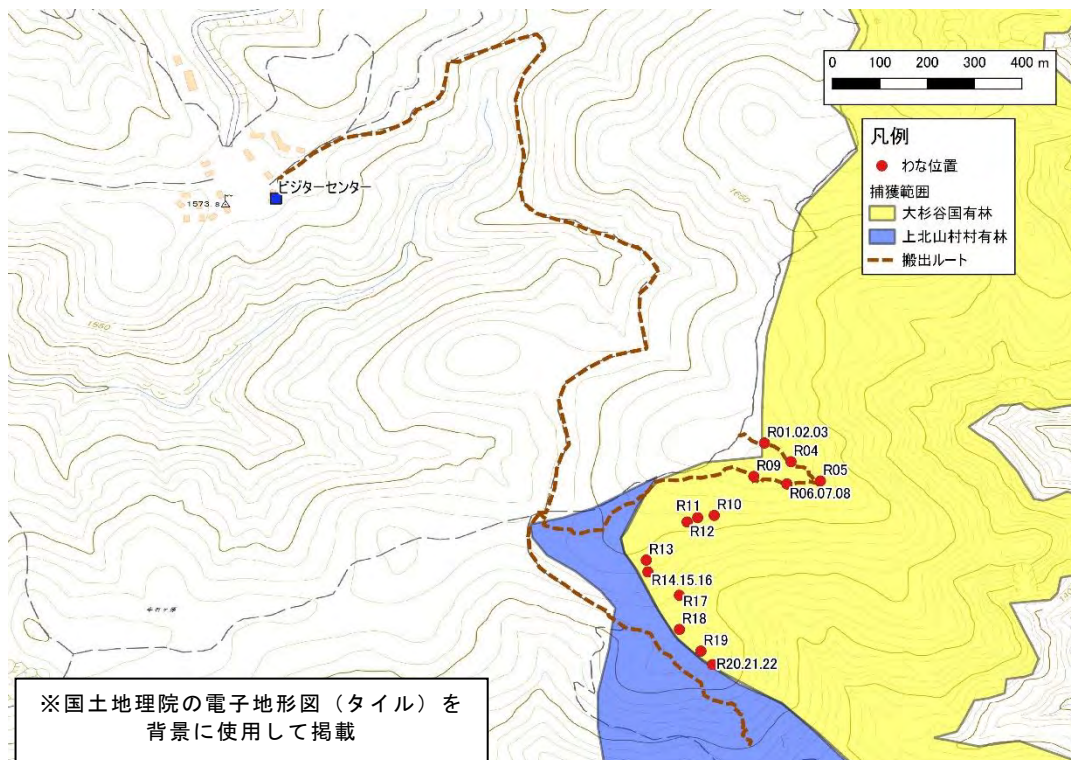 0 100 200 300 400 m
凡例
わな位置
捕獲範囲
大杉谷国有林
上北山村村有林
搬出ルート
ビジターセンター
1573.8
1650
1550
R01.02.03
R04
R09
R05
R06.07.08
R11
R10
R12
R13
R14.15.16
R17
R18
R19
R20.21.22
※国土地理院の電子地形図（タイル）を
背景に使用して掲載